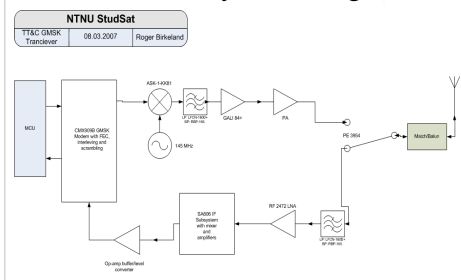 NTNU StudSat
TT&C GMSK
Tranciever
08.03.2007
Roger Birkeland
ASK-1-KK81
MCU
CMX909B GMSK
Modem with FEC,
interleving and
scrambling
145 MHz
GALI 84+
PA
PE 3954
Match/Balun
SA606 IF
Subsystem
with mixer
and
amplifiers
RF 2472 LNA
Op-amp buffer/level
converter